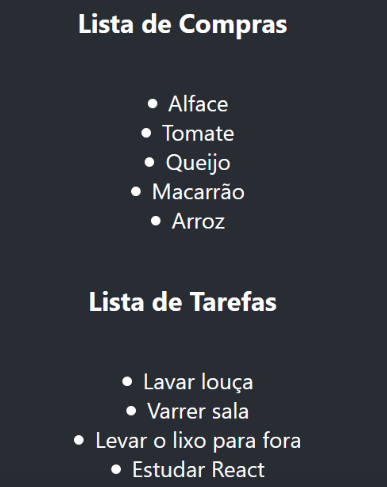 Lista de Compras
• Alface
• Tomate
• Queijo
• Macarrão
• Arroz
Lista de Tarefas
• Lavar louça
• Varrer sala
• Levar o lixo para fora
• Estudar React